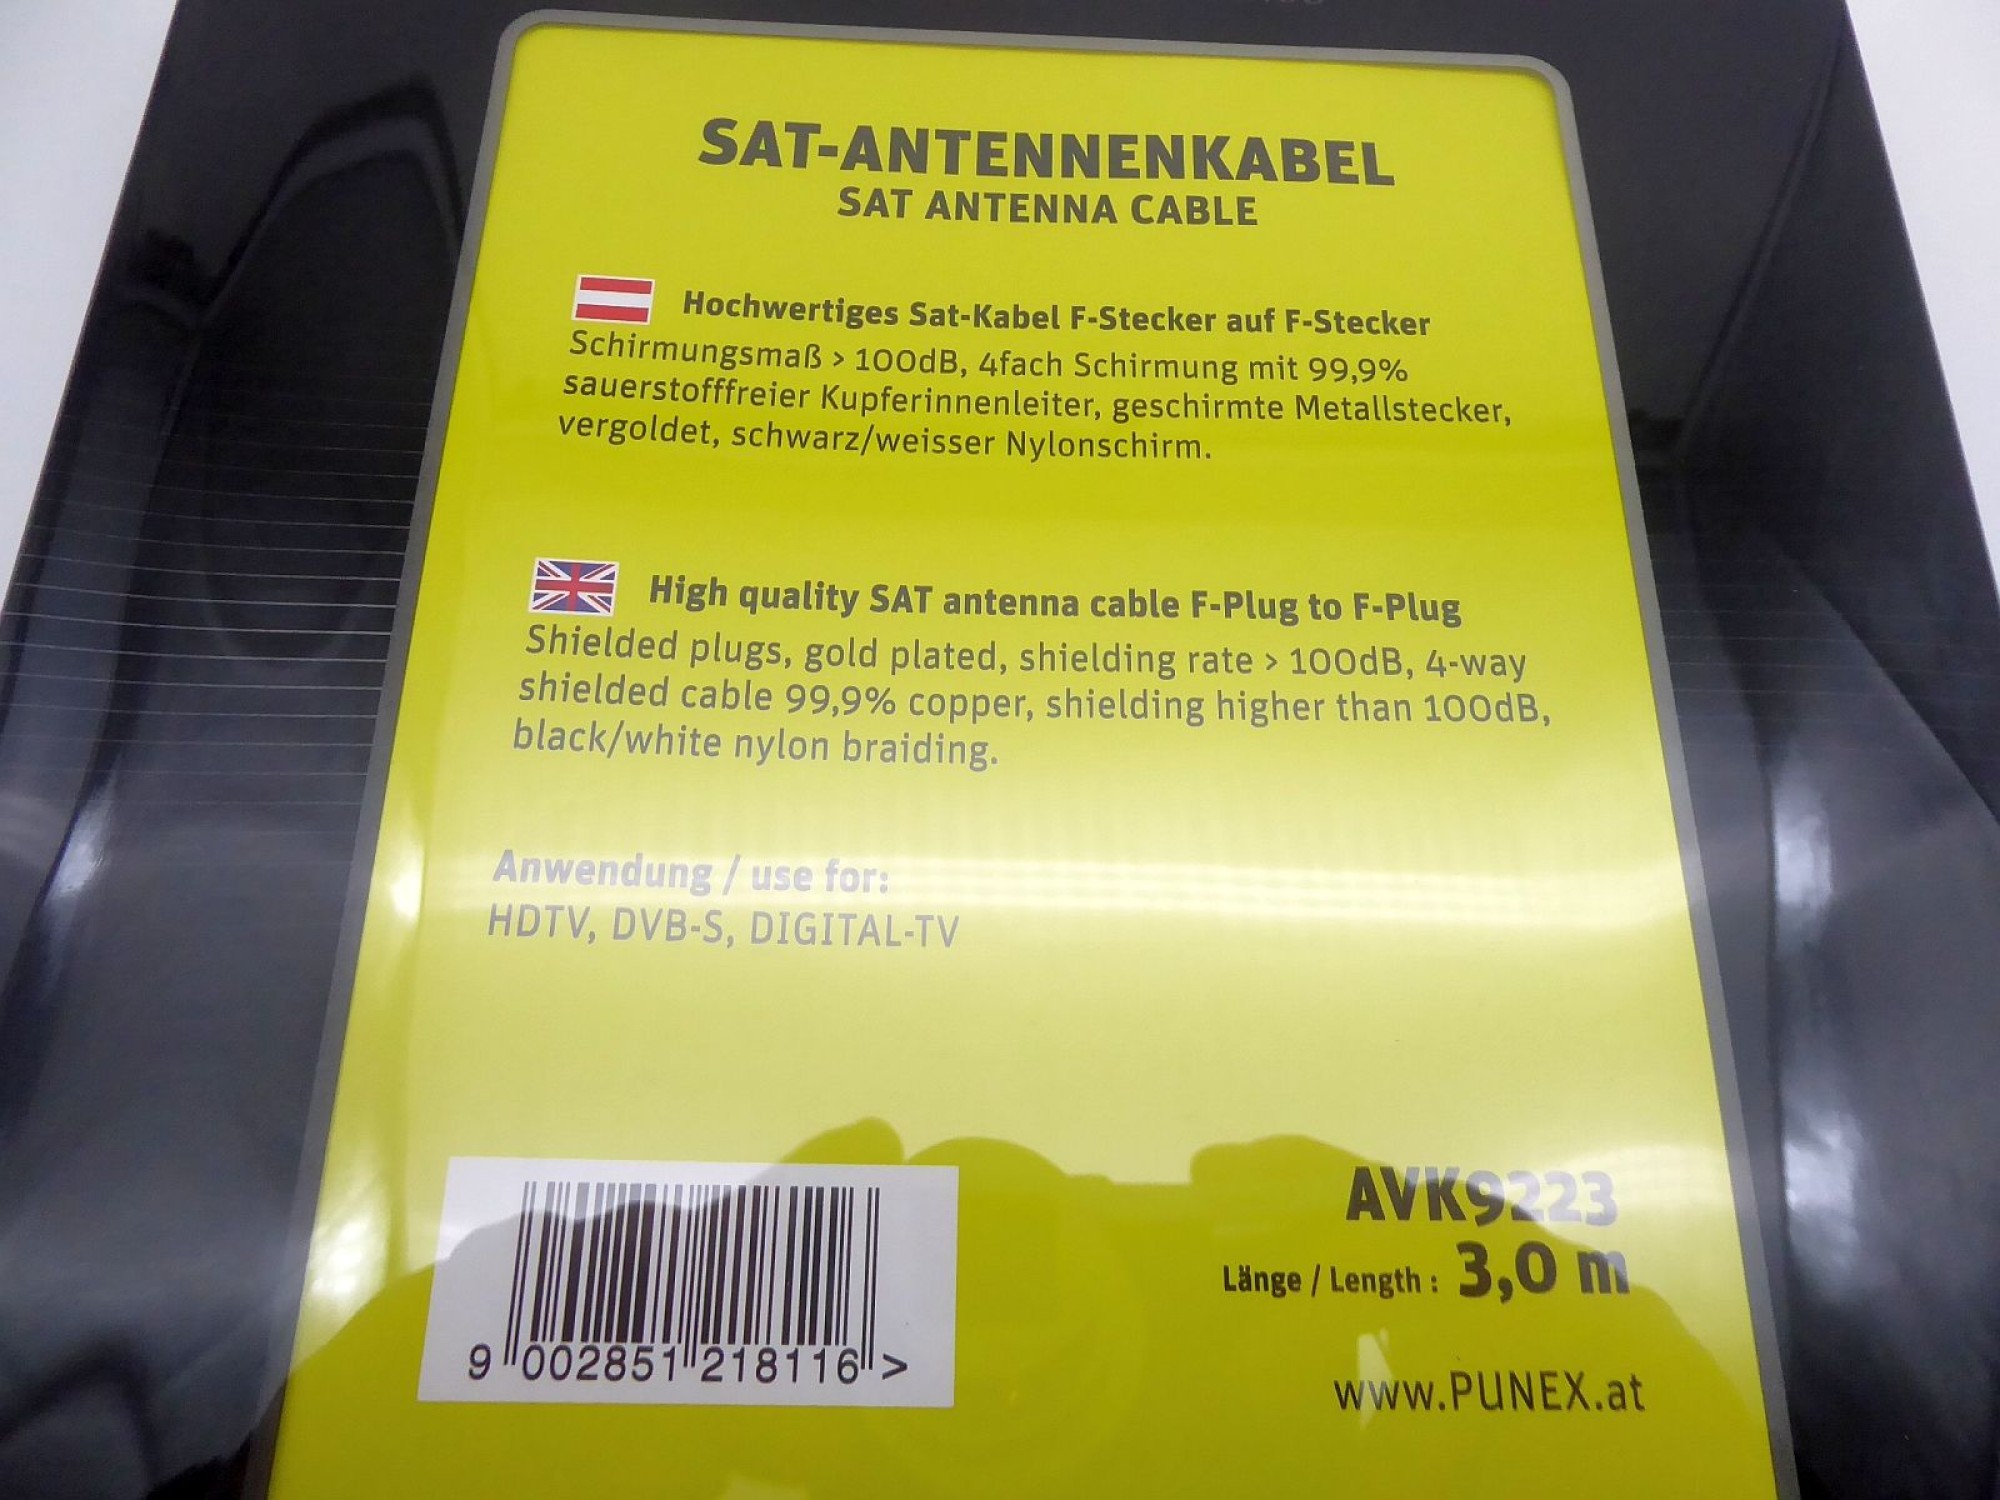 SAT-ANTENNENKABEL
SAT ANTENNA CABLE
Hochwertiges Sat-Kabel F-Stecker auf F-Stecker
Schirmungsmaß > 100dB, 4fach Schirmung mit 99,9%
sauerstofffreier Kupferinnenleiter, geschirmte Metallstecker,
vergoldet, schwarz/weisser Nylonschirm.
High quality SAT antenna cable F-Plug to F-Plug
Shielded plugs, gold plated, shielding rate > 100dB, 4-way
shielded cable 99,9% copper, shielding higher than 100dB,
black/white nylon braiding.
Anwendung / use for:
HDTV, DVB-S, DIGITAL-TV
AVK9223
Länge / Length : 3,0 m
9 002851 218116 >
www.PUNEX.at